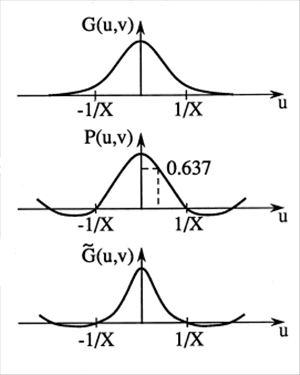 G(u,v)
-1/X 1/X u
P(u,v)
0.637
-1/X 1/X u
G̃(u,v)
-1/X 1/X u